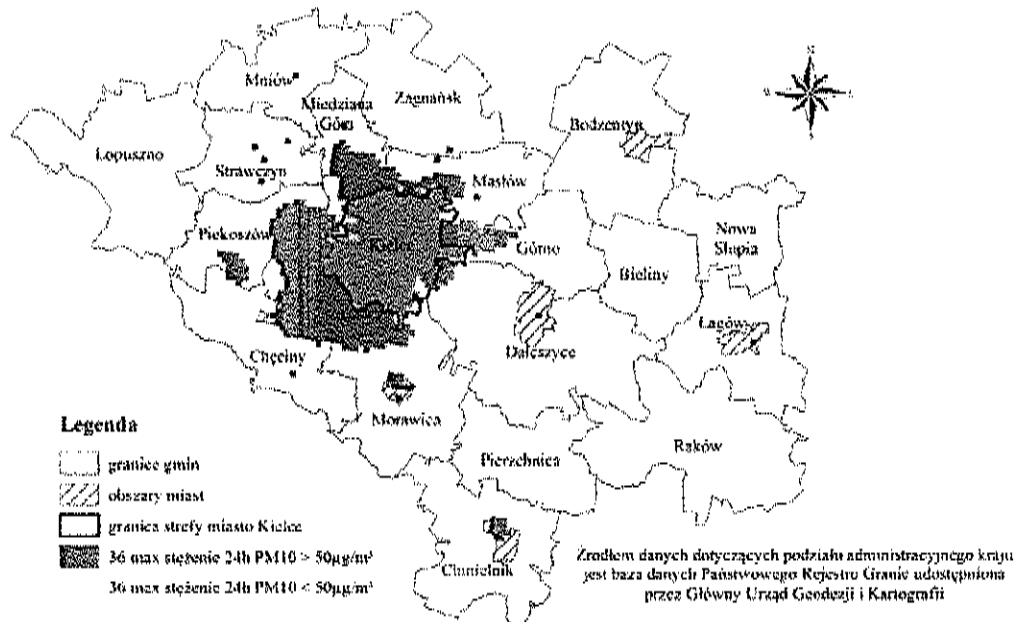 Mniów
Miedziana
Góra
Zagnańsk
Bodzentyn
Łopuszno
Strawczyn
Masłów
Nowa
Słupia
Piekoszów
Kielce
Górno
Bieliny
Łagów
Chęciny
Daleszyce
Morawica
Raków
Pierzchnica
Chmielnik
Legenda
granice gmin
obszary miast
granica strefy miasto Kielce
36 max stężenie 24h PM10 > 50µg/m³
36 max stężenie 24h PM10 < 50µg/m³
Źródłem danych dotyczących podziału administracyjnego kraju
jest baza danych Państwowego Rejestru Granic udostępniona
przez Główny Urząd Geodezji i Kartografii